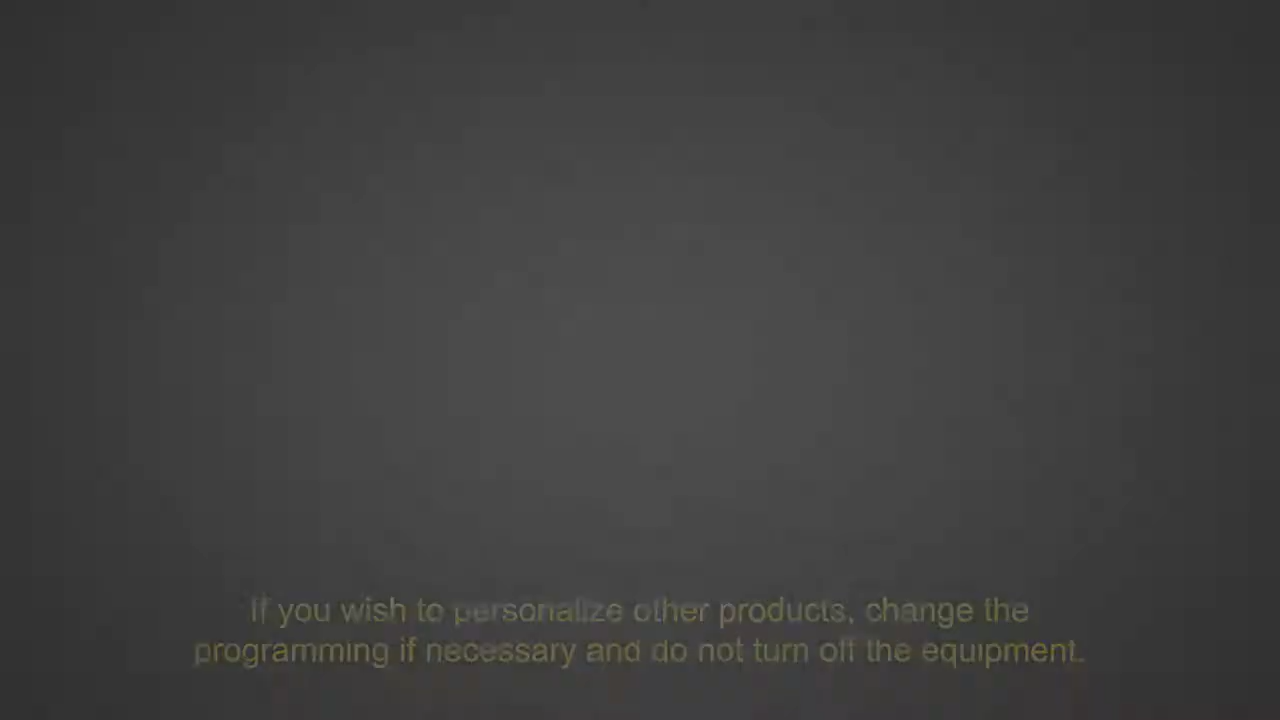 If you wish to personalize other products, change the
programming if necessary and do not turn off the equipment.